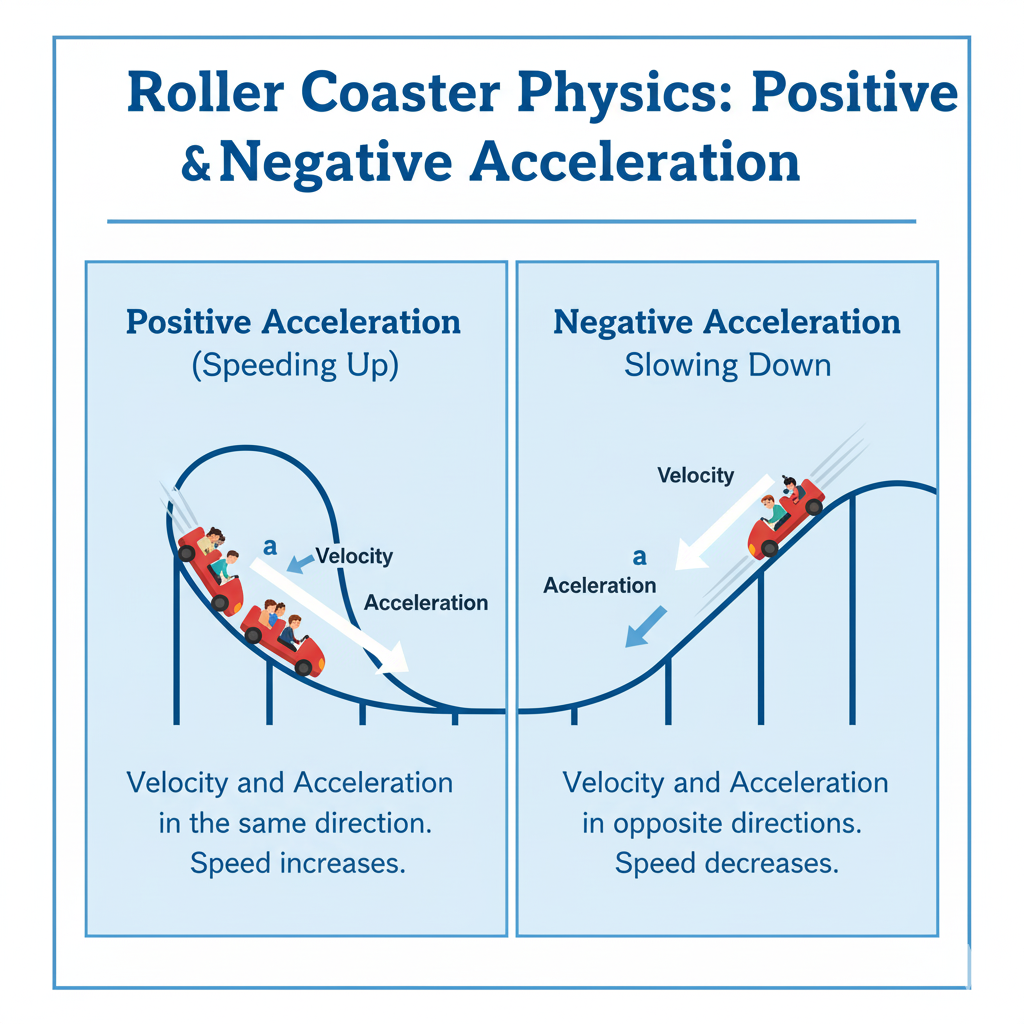 Roller Coaster Physics: Positive
& Negative Acceleration
Positive Acceleration
(Speeding Up)
a
Velocity
Acceleration
Velocity and Acceleration
in the same direction.
Speed increases.
Negative Acceleration
Slowing Down
Velocity
a
Aceleration
Velocity and Acceleration
in opposite directions.
Speed decreases.